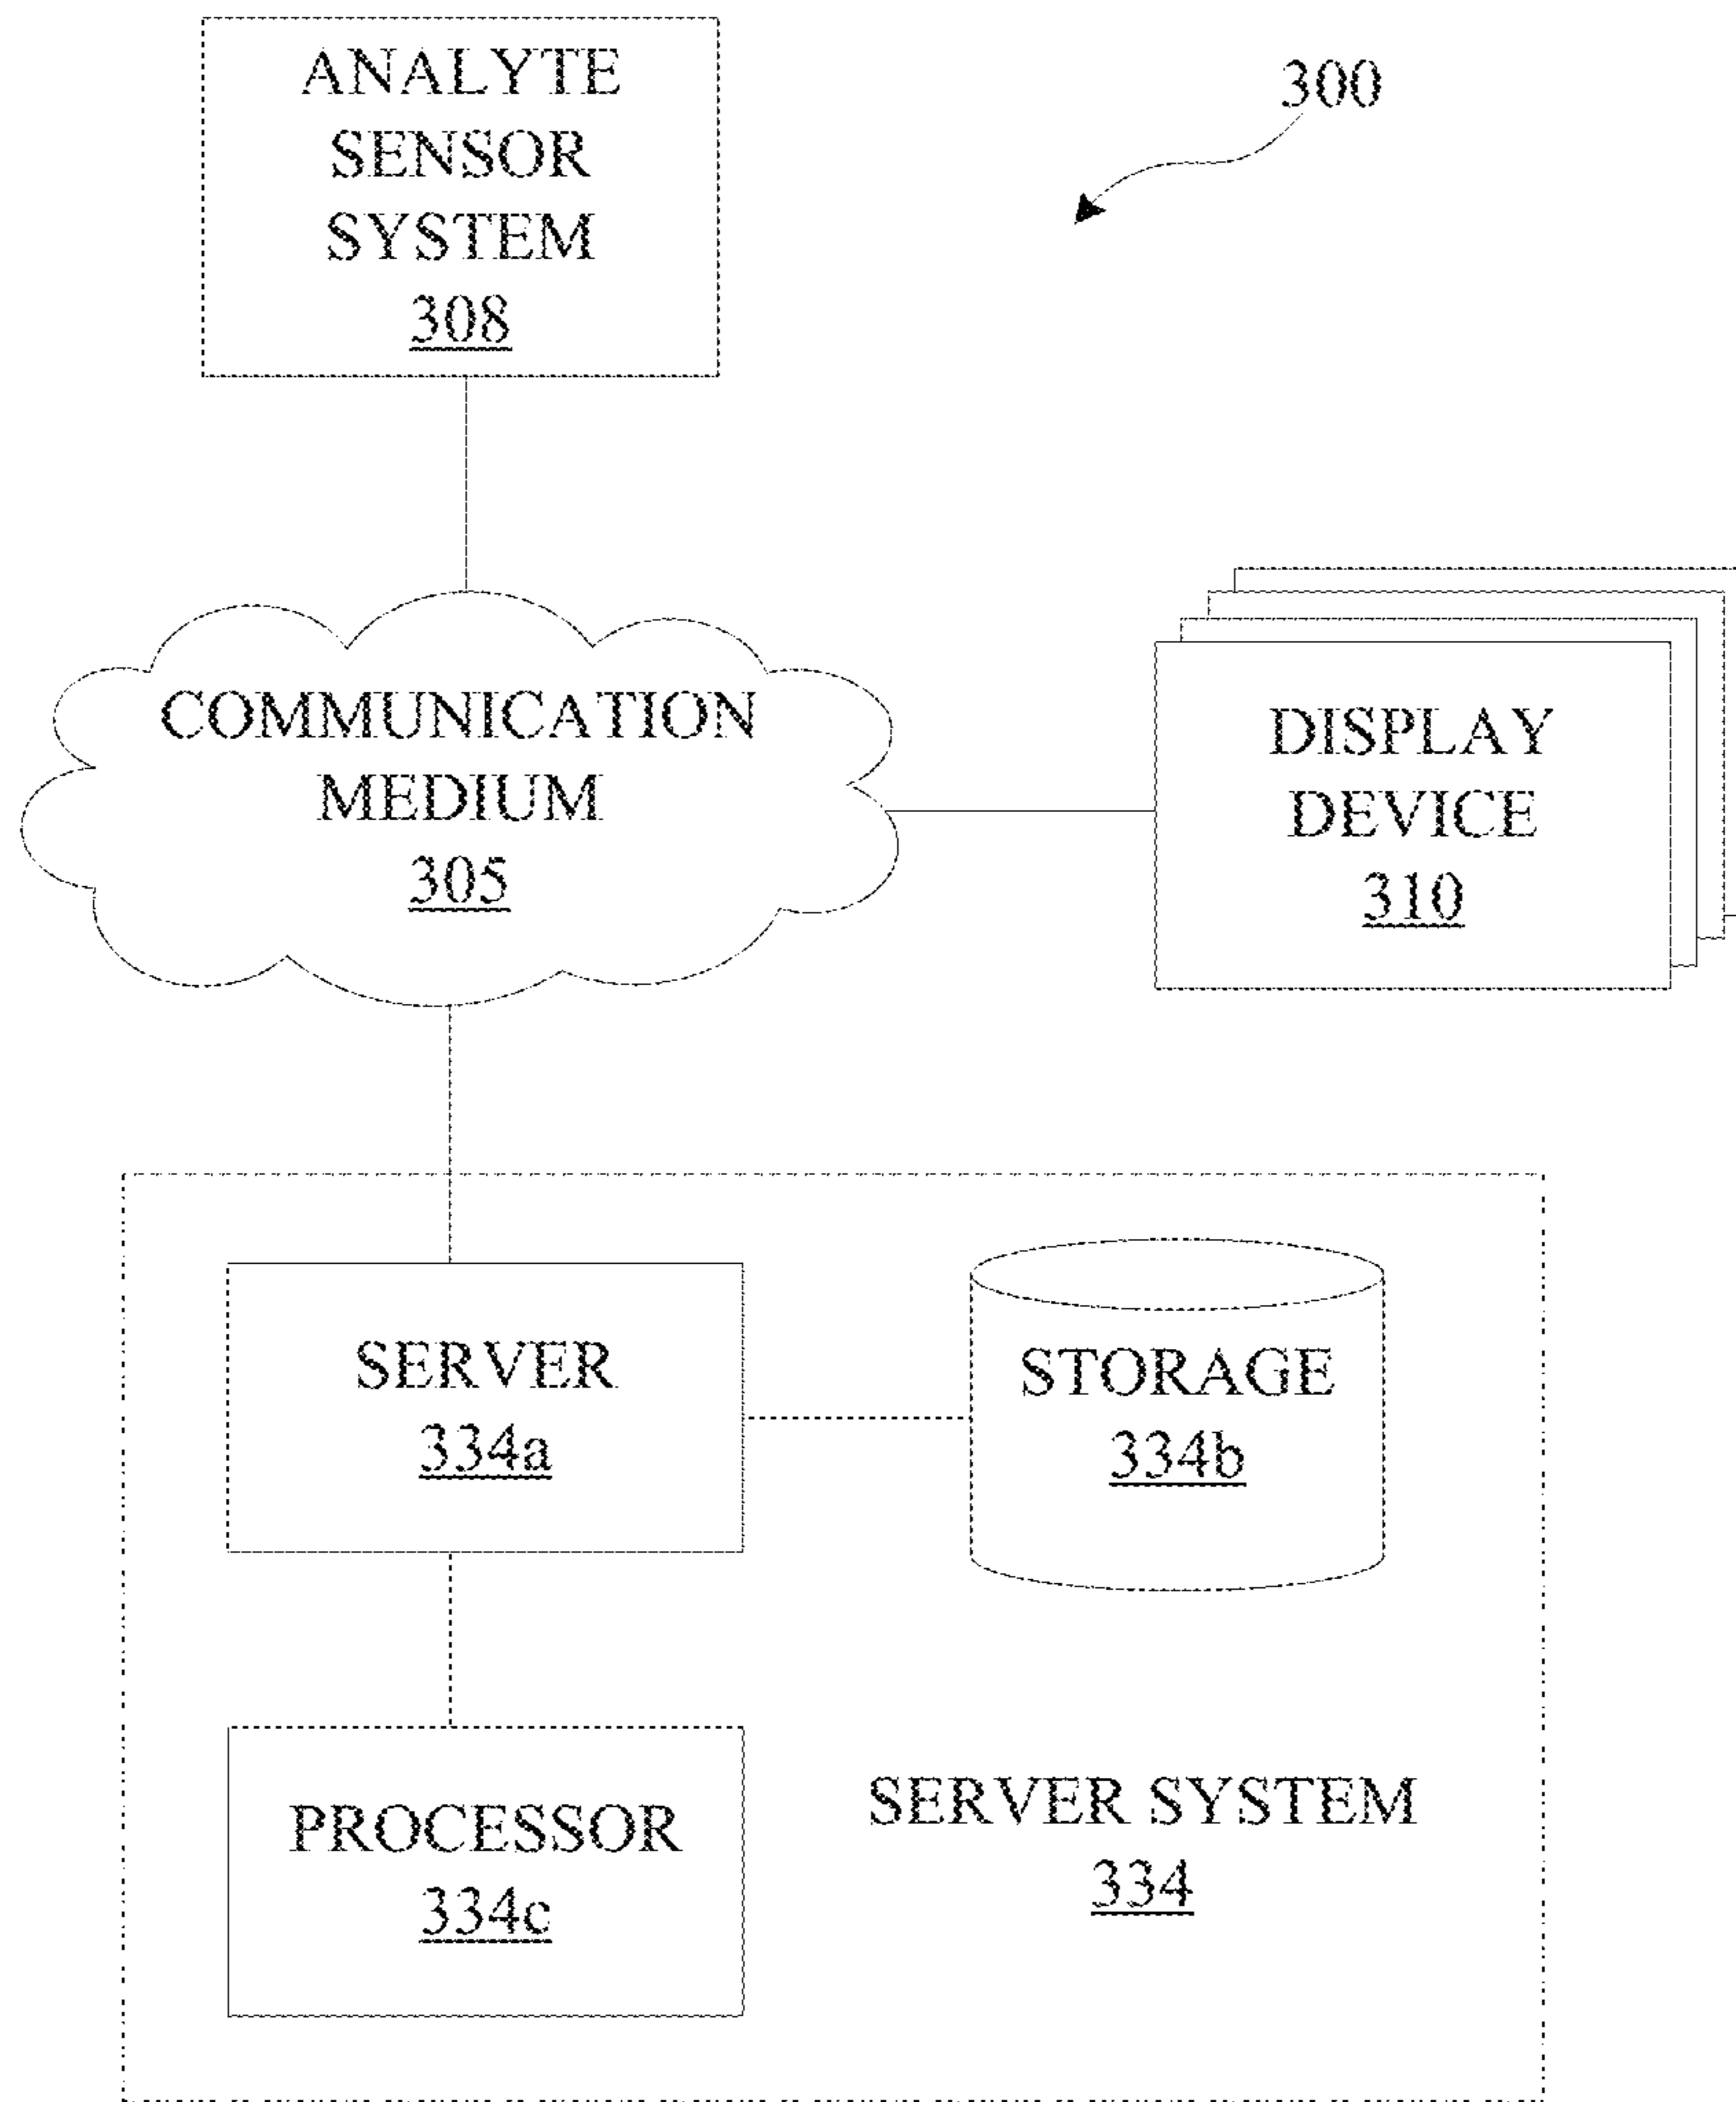 ANALYTE
SENSOR
SYSTEM
308
300
COMMUNICATION
MEDIUM
305
DISPLAY
DEVICE
310
SERVER
334a
STORAGE
334b
PROCESSOR
334c
SERVER SYSTEM
334